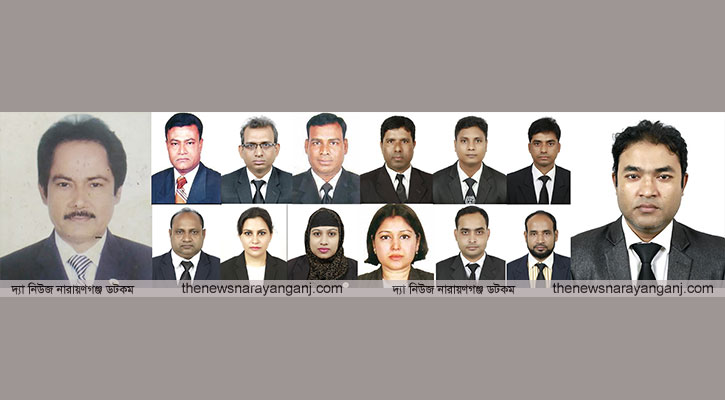 দ্যা নিউজ নারায়ণগঞ্জ ডটকম thenewsnarayanganj.com দ্যা নিউজ নারায়ণগঞ্জ ডটকম thenewsnarayanganj.com